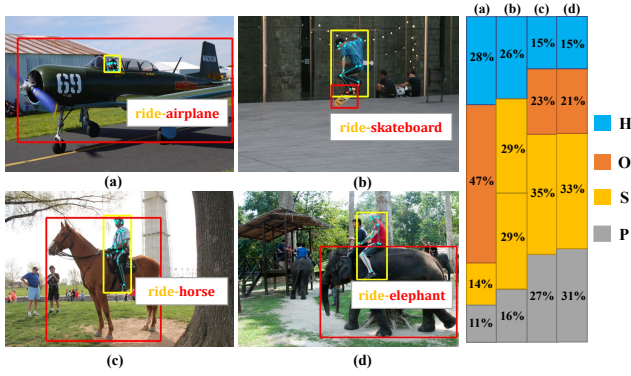 69
ride-airplane
(a)
ride-skateboard
(b)
ride-horse
(c)
ride-elephant
(d)
(a) (b) (c) (d)
28% 26% 15% 15%
23% 21%
29%
47% 35% 33%
29%
14%
27% 31%
11% 16%
H
O
S
P